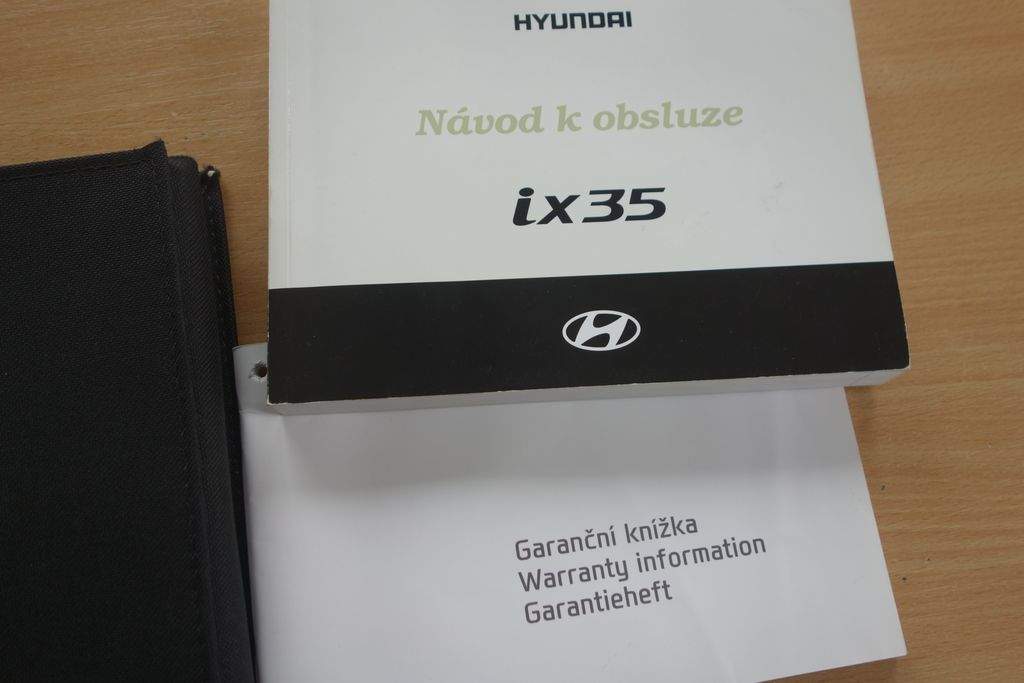 HYUNDAI
Návod k obsluze
ix35
Garanční knížka
Warranty information
Garantieheft